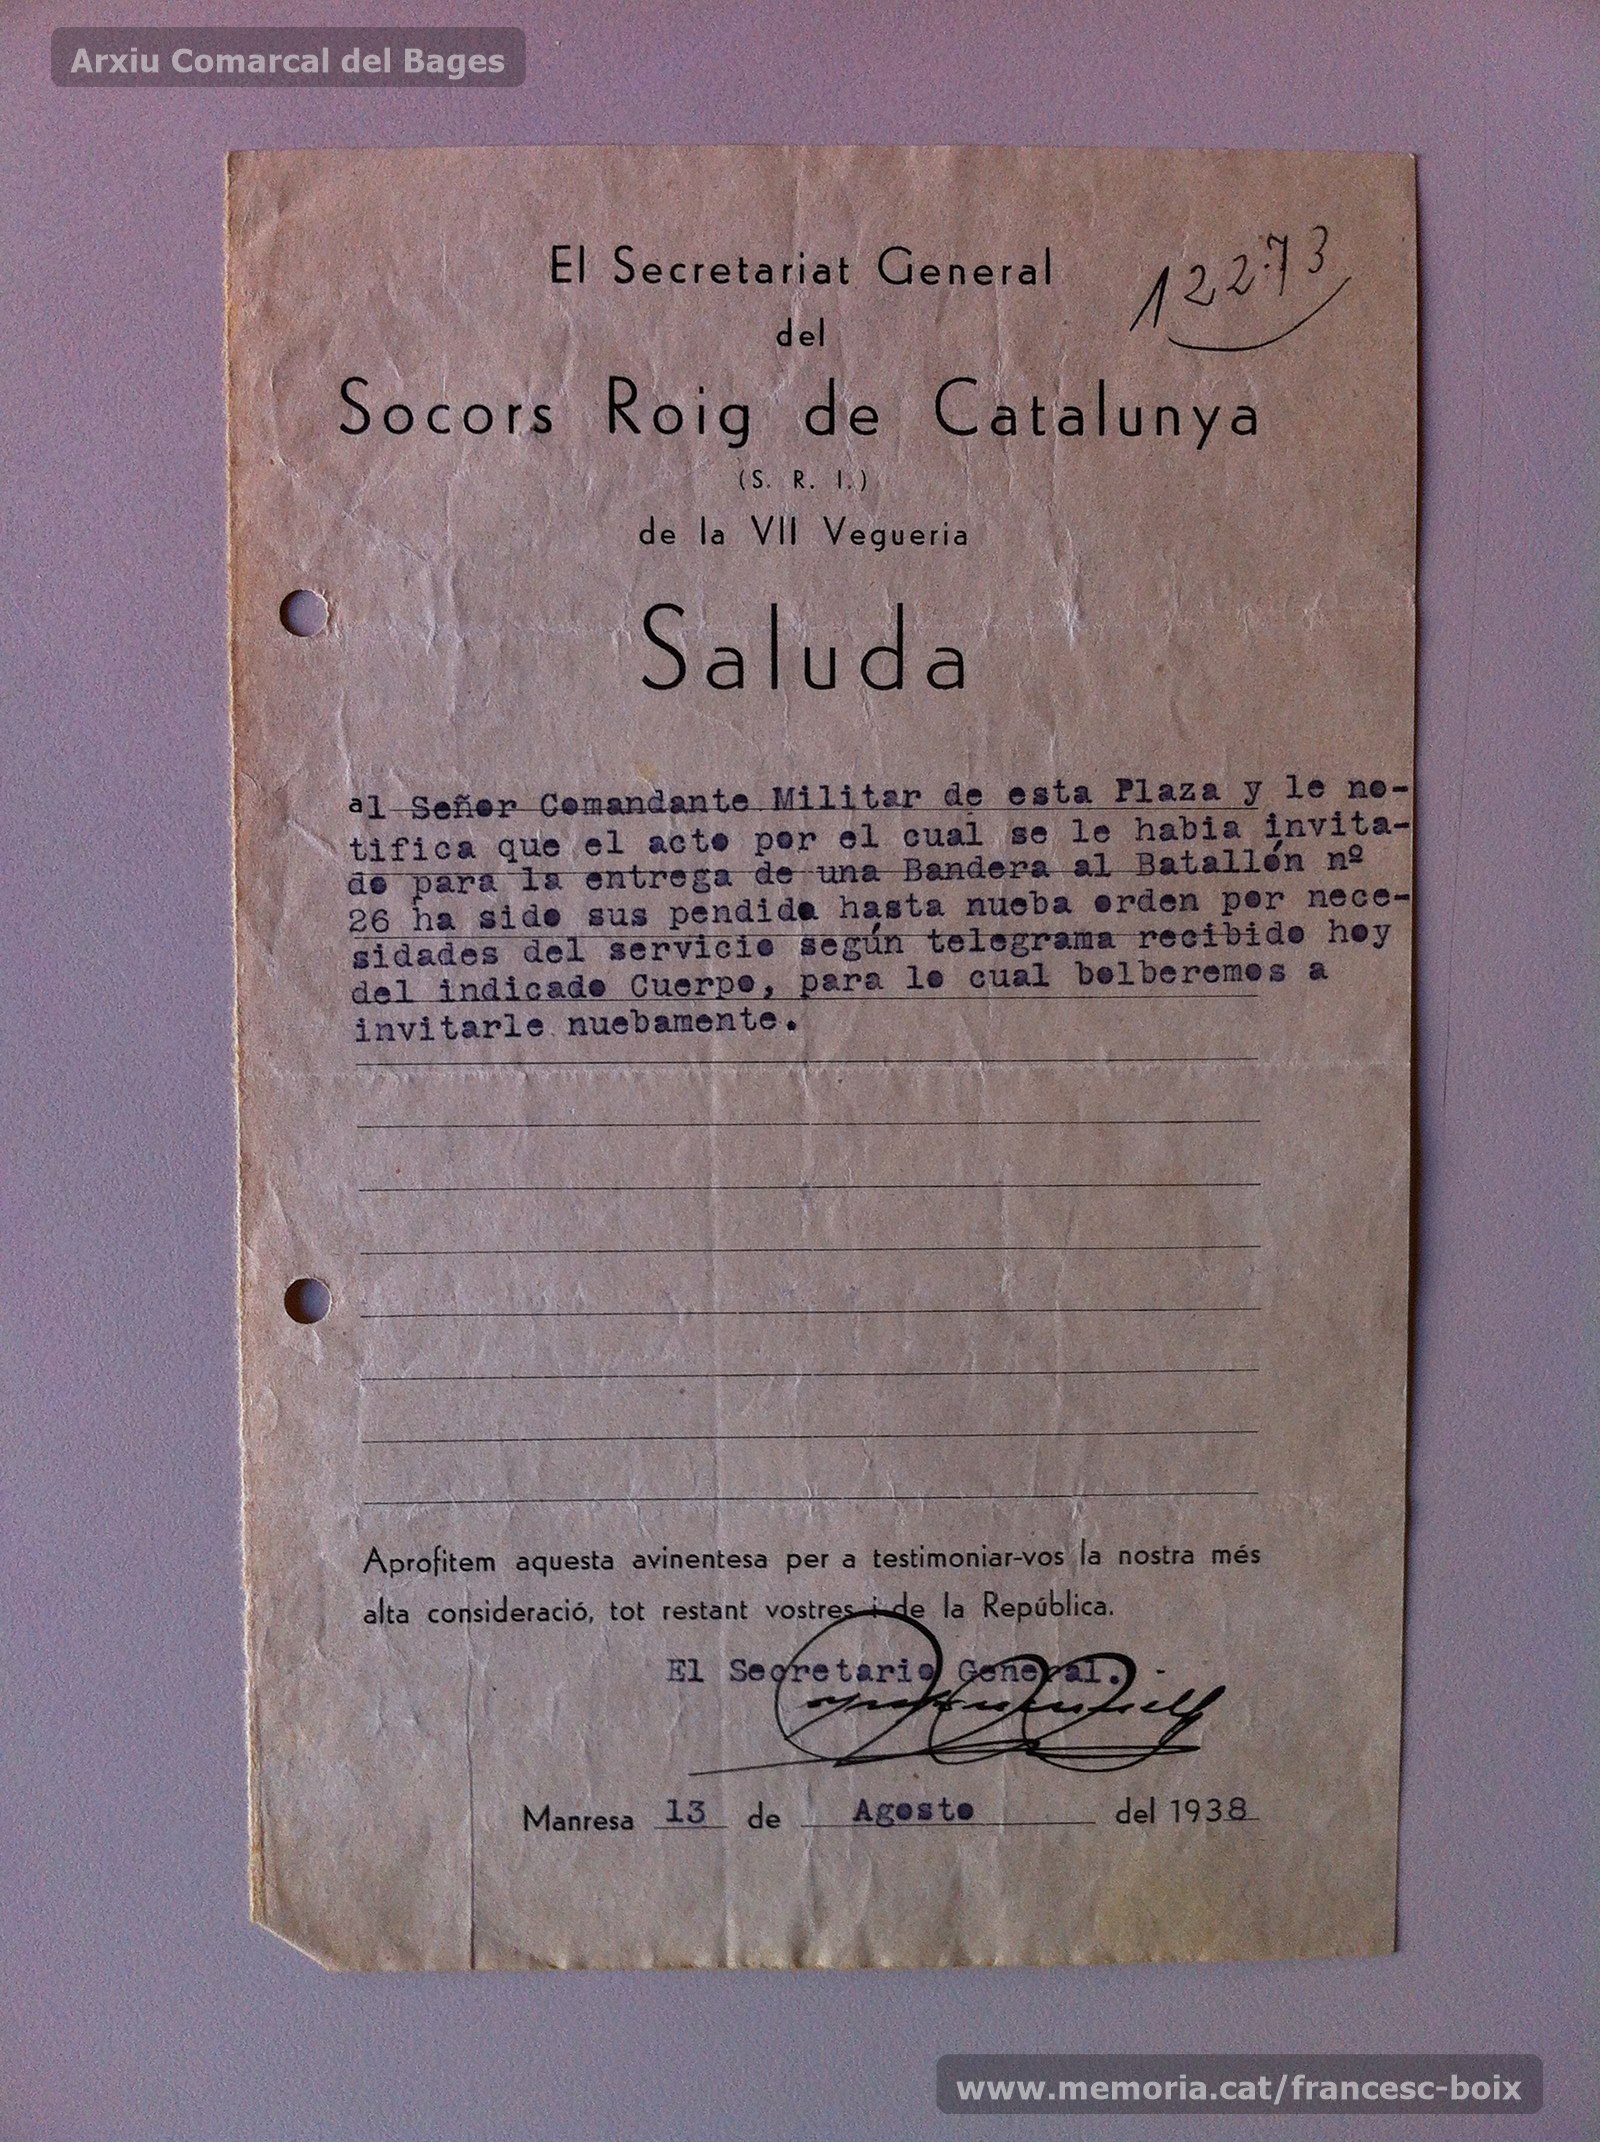 Arxiu Comarcal del Bages
El Secretariat General
12273
del
Socors Roig de Catalunya
(S. R. I.)
de la VII Vegueria
Saluda
al Señor Comandante Militar de esta Plaza y le no-
tifica que el acto por el cual se le habia invita-
do para la entrega de una Bandera al Batallón nº
26 ha sido sus pendida hasta nueba orden por nece-
sidades del servicio según telegrama recibido hoy
del indicado Cuerpo, para lo cual bolberemos a
invitarle nuebamente.
Aprofitem aquesta avinentesa per a testimoniar-vos la nostra més
alta consideració, tot restant vostres i de la República.
El Secretario General.-
Manresa 13 de Agosto del 1938
www.memoria.cat/francesc-boix